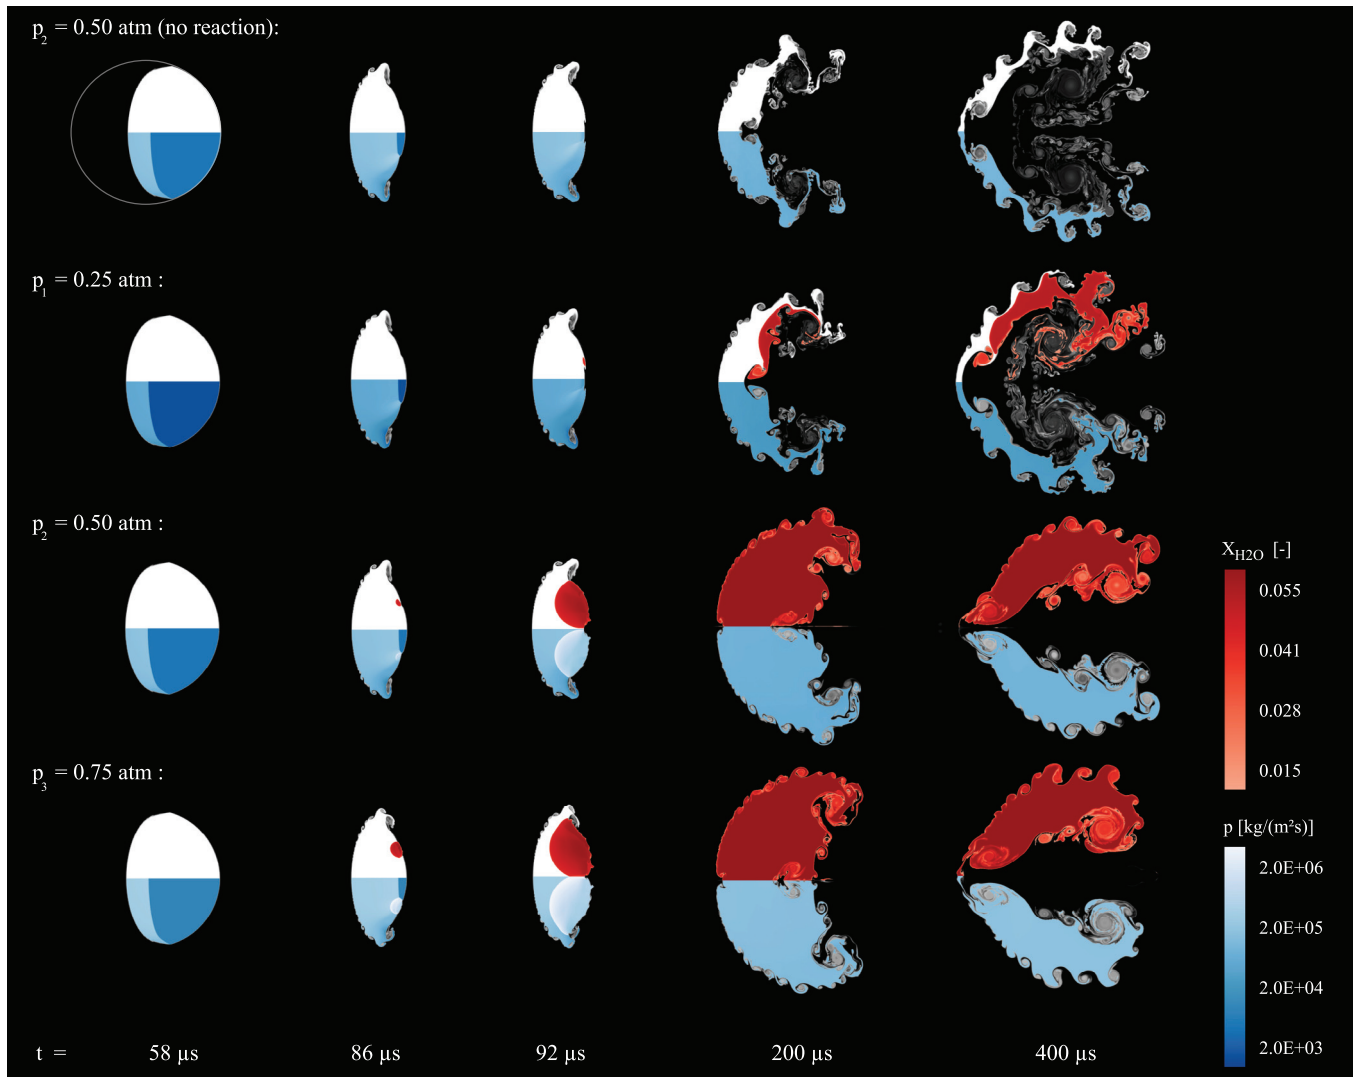 p₂ = 0.50 atm (no reaction):
p₁ = 0.25 atm :
p₂ = 0.50 atm :
X_H2O [-]
0.055
0.041
0.028
0.015
p₃ = 0.75 atm :
p [kg/(m²s)]
2.0E+06
2.0E+05
2.0E+04
2.0E+03
t = 58 µs 86 µs 92 µs 200 µs 400 µs